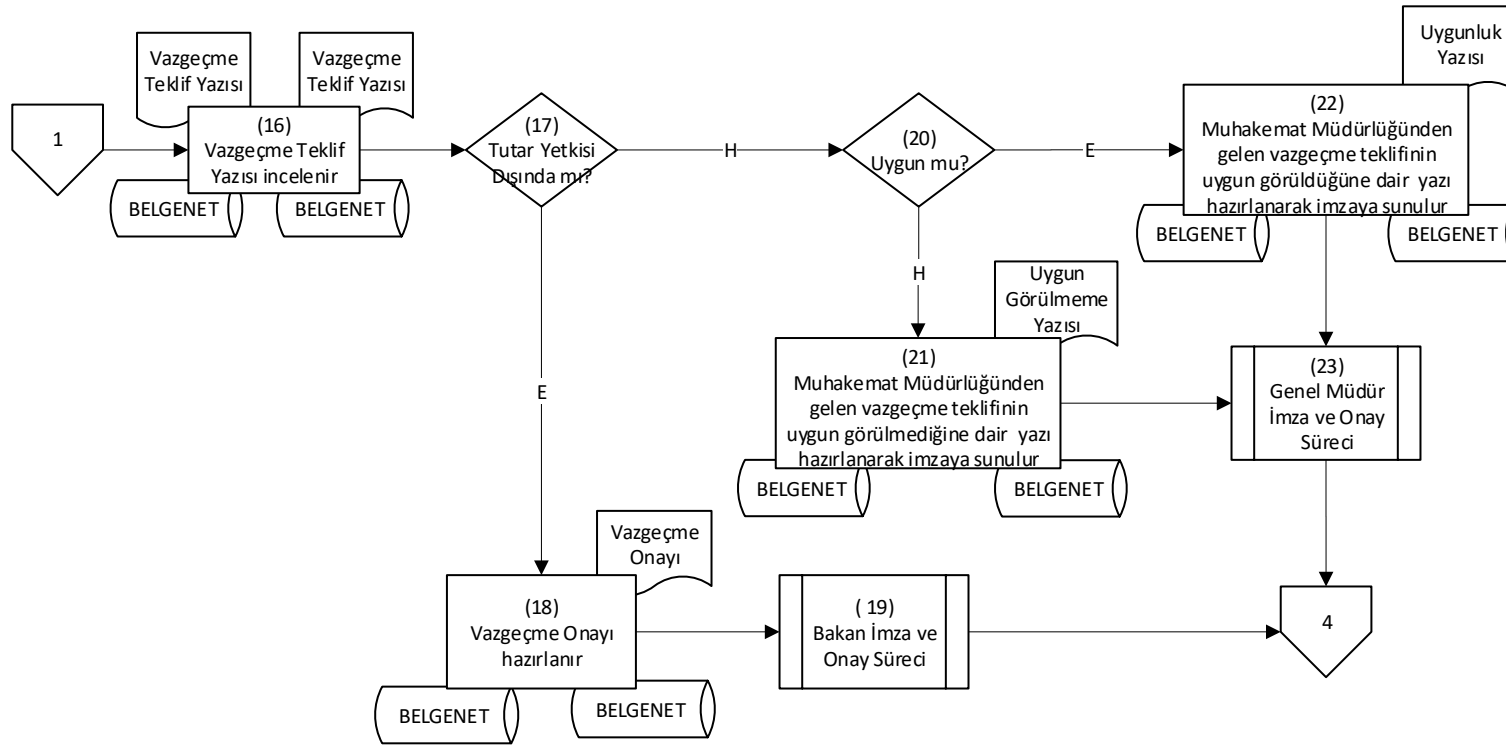 1
Vazgeçme
Teklif Yazısı
Vazgeçme
Teklif Yazısı
(16)
Vazgeçme Teklif
Yazısı incelenir
BELGENET
BELGENET
(17)
Tutar Yetkisi
Dışında mı?
H
(20)
Uygun mu?
E
Uygunluk
Yazısı
(22)
Muhakemat Müdürlüğünden
gelen vazgeçme teklifinin
uygun görüldüğüne dair  yazı
hazırlanarak imzaya sunulur
BELGENET
BELGENET
H
Uygun
Görülmeme
Yazısı
(21)
Muhakemat Müdürlüğünden
gelen vazgeçme teklifinin
uygun görülmediğine dair  yazı
hazırlanarak imzaya sunulur
BELGENET
BELGENET
(23)
Genel Müdür
İmza ve Onay
Süreci
E
Vazgeçme
Onayı
(18)
Vazgeçme Onayı
hazırlanır
BELGENET
BELGENET
( 19)
Bakan İmza ve
Onay Süreci
4